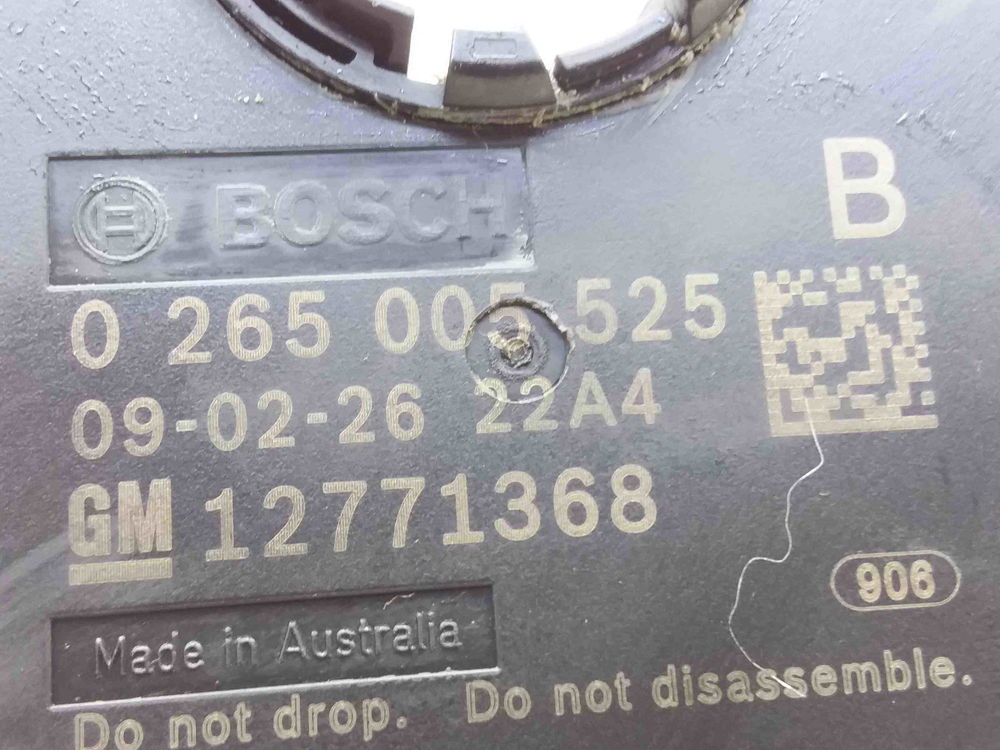 BOSCH
B
0 265 005 525
09-02-26 22A4
GM 12771368
906
Made in Australia
Do not drop. Do not disassemble.